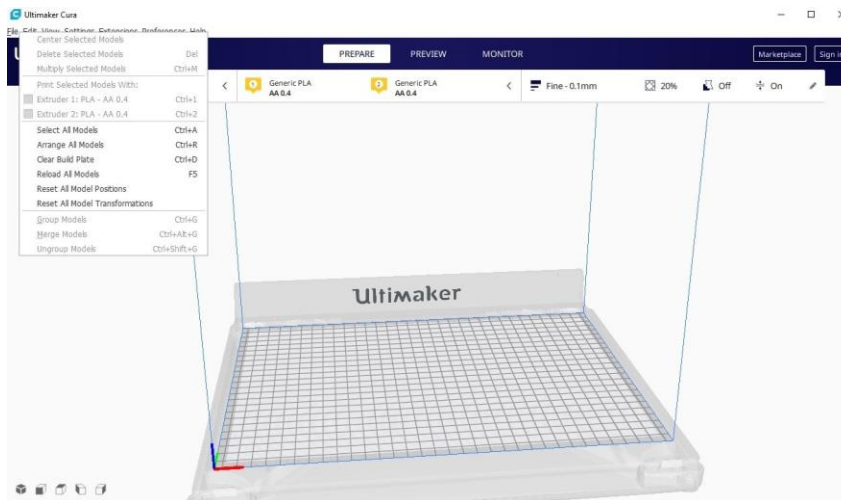 Ultimaker Cura
File Edit View Settings Extensions Preferences Help
PREPARE PREVIEW MONITOR Marketplace Sign in
Center Selected Models
Delete Selected Models Del
Multiply Selected Models Ctrl+M
Print Selected Models With:
Extruder 1: PLA - AA 0.4 Ctrl+1
Extruder 2: PLA - AA 0.4 Ctrl+2
Select All Models Ctrl+A
Arrange All Models Ctrl+R
Clear Build Plate Ctrl+D
Reload All Models F5
Reset All Model Positions
Reset All Model Transformations
Group Models Ctrl+G
Merge Models Ctrl+Alt+G
Ungroup Models Ctrl+Shift+G
1 Generic PLA
AA 0.4
Generic PLA
AA 0.4
Fine - 0.1mm 20% Off On
Ultimaker